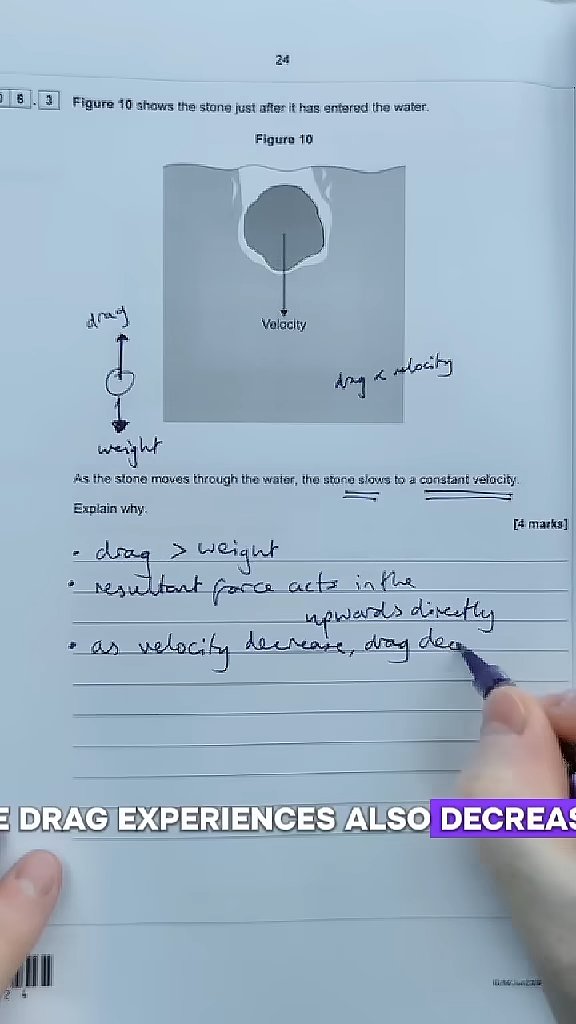 24
0 6 . 3 Figure 10 shows the stone just after it has entered the water.
Figure 10
Velocity
drag
weight
drag ∝ velocity
As the stone moves through the water, the stone slows to a constant velocity.
Explain why.
[4 marks]
• drag > weight
• resultant force acts in the
upwards directly
• as velocity decrease, drag dec
E DRAG EXPERIENCES ALSO DECREAS
2 4